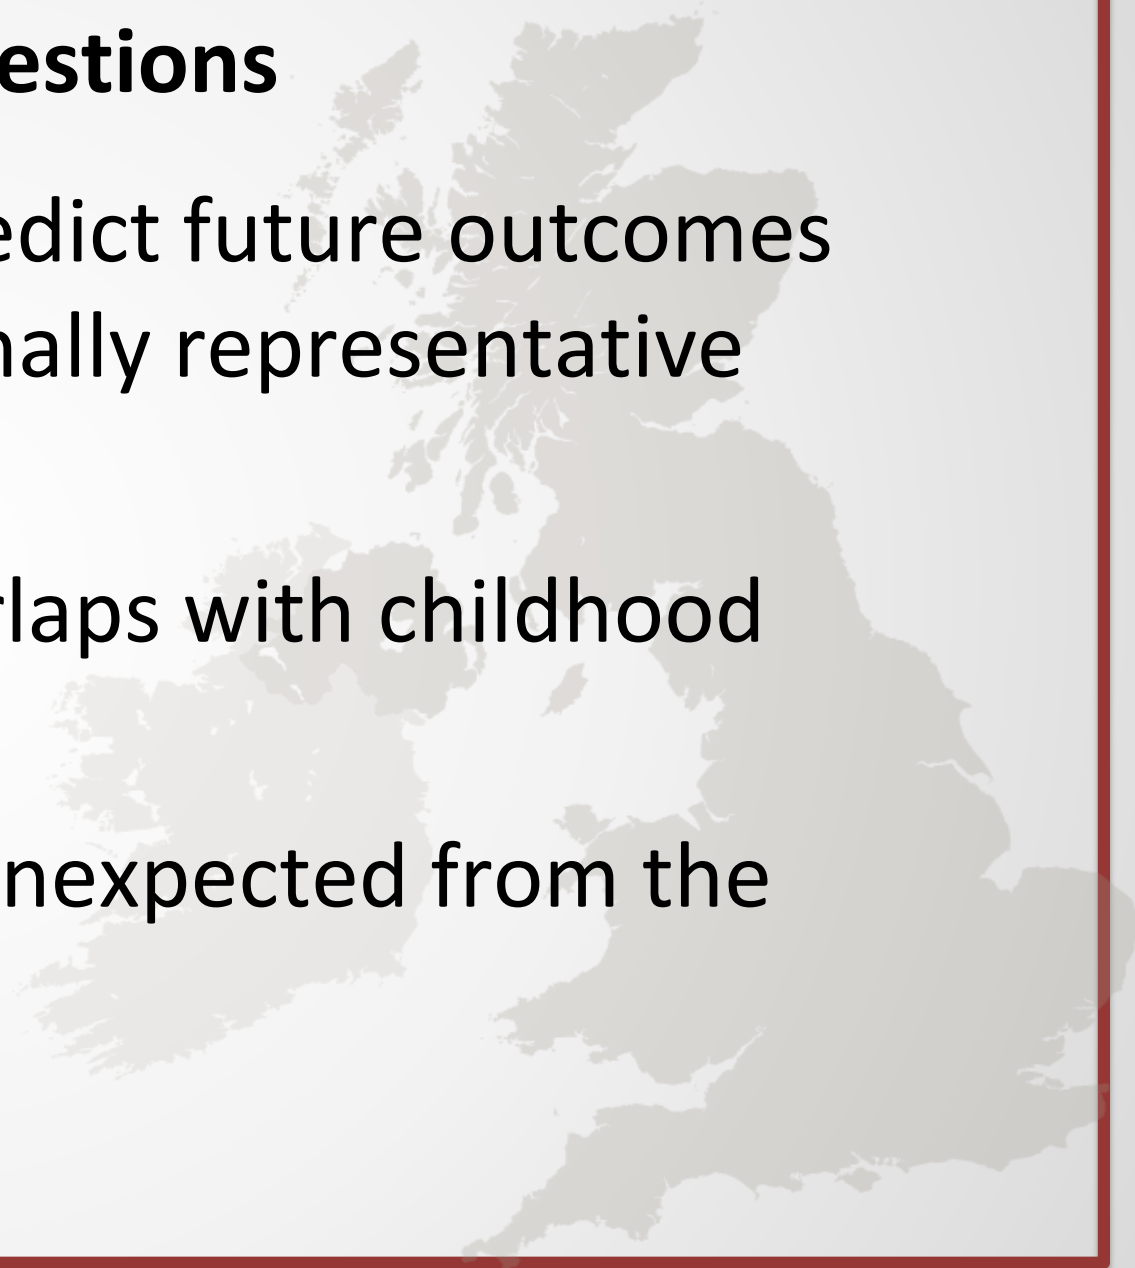 estions
edict future outcomes
nally representative
rlaps with childhood
nexpected from the